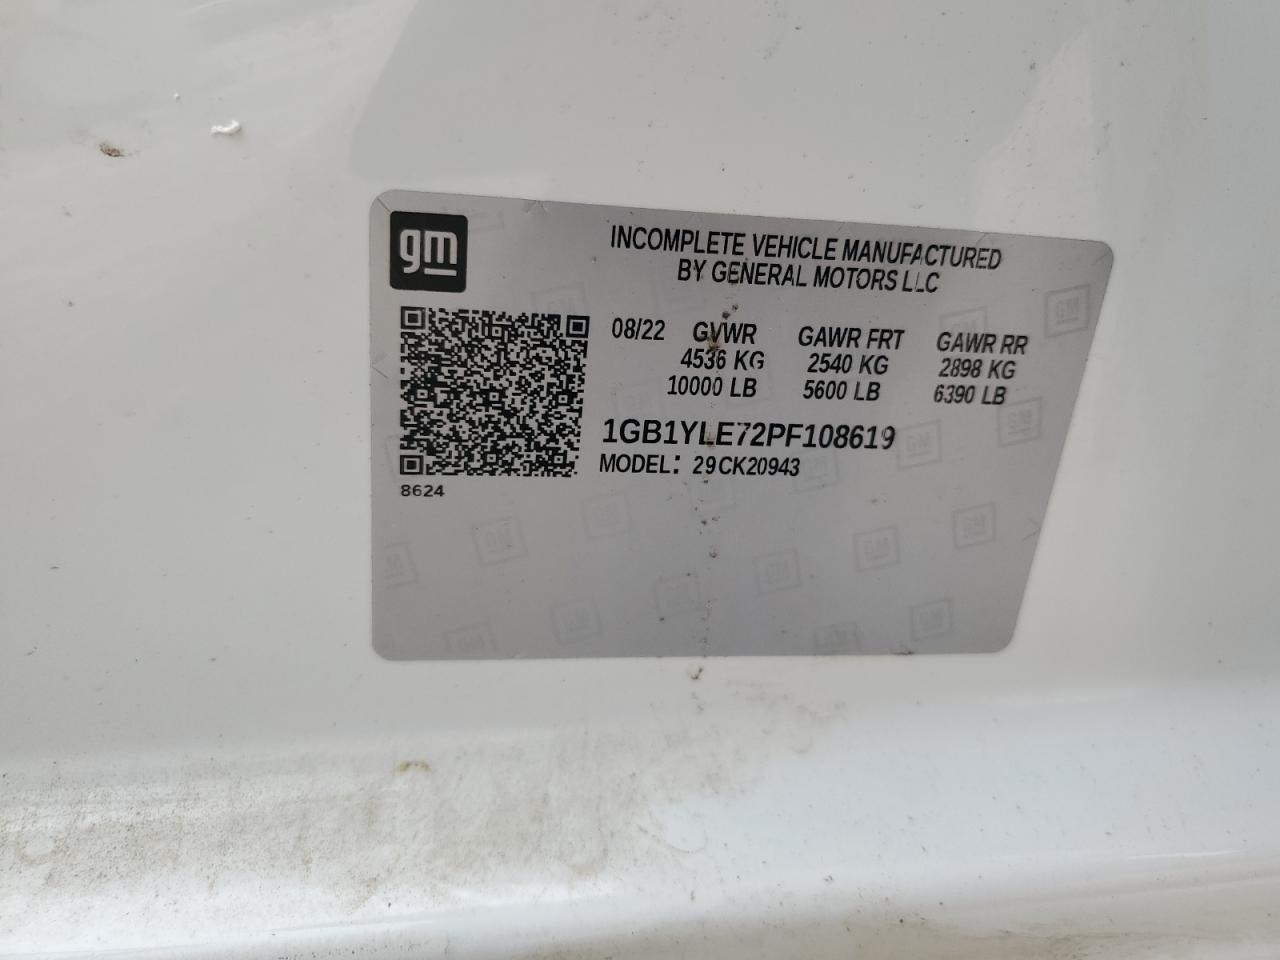 gm
INCOMPLETE VEHICLE MANUFACTURED
BY GENERAL MOTORS LLC
08/22 GVWR GAWR FRT GAWR RR
4536 KG 2540 KG 2898 KG
10000 LB 5600 LB 6390 LB
1GB1YLE72PF108619
MODEL: 29CK20943
8624